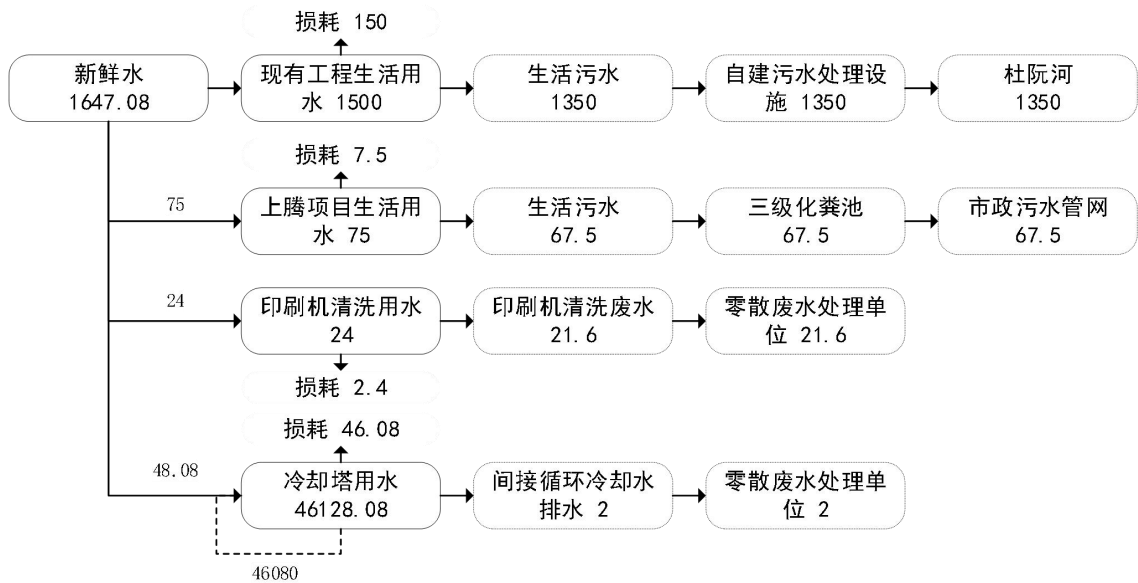 损耗 150
新鲜水
1647.08
现有工程生活用
水 1500
生活污水
1350
自建污水处理设
施 1350
杜阮河
1350
损耗 7.5
75
上腾项目生活用
水 75
生活污水
67.5
三级化粪池
67.5
市政污水管网
67.5
24
印刷机清洗用水
24
印刷机清洗废水
21.6
零散废水处理单
位 21.6
损耗 2.4
损耗 46.08
48.08
冷却塔用水
46128.08
间接循环冷却水
排水 2
零散废水处理单
位 2
46080